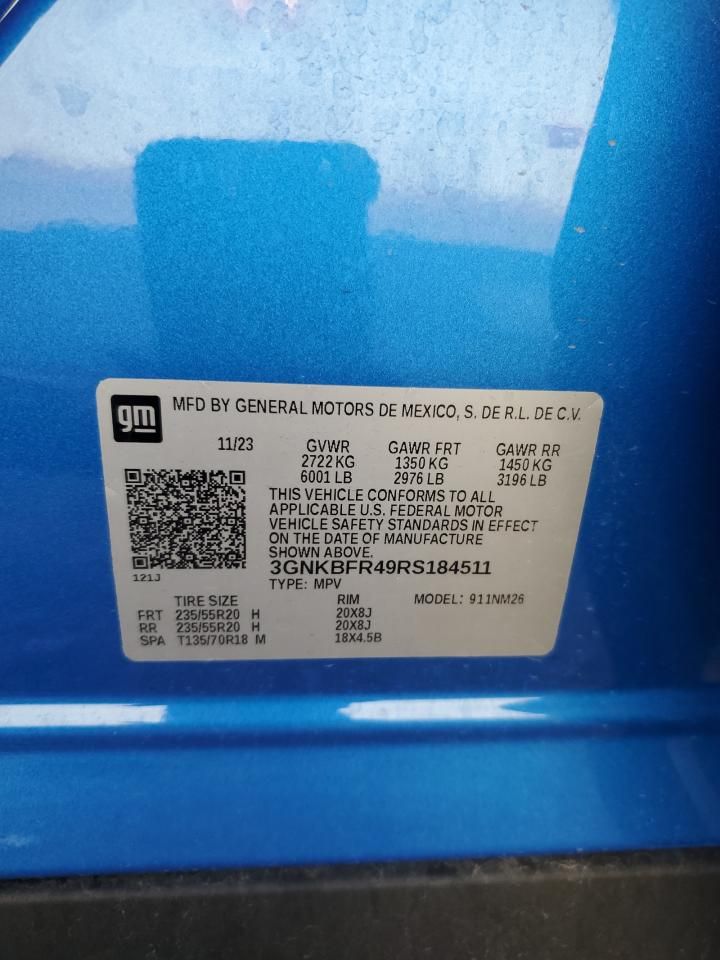 gm MFD BY GENERAL MOTORS DE MEXICO, S. DE R.L. DE C.V.
11/23 GVWR GAWR FRT GAWR RR
2722 KG 1350 KG 1450 KG
6001 LB 2976 LB 3196 LB
THIS VEHICLE CONFORMS TO ALL
APPLICABLE U.S. FEDERAL MOTOR
VEHICLE SAFETY STANDARDS IN EFFECT
ON THE DATE OF MANUFACTURE
SHOWN ABOVE.
3GNKBFR49RS184511
121J TYPE: MPV
TIRE SIZE RIM MODEL: 911NM26
FRT 235/55R20 H 20X8J
RR 235/55R20 H 20X8J
SPA T135/70R18 M 18X4.5B